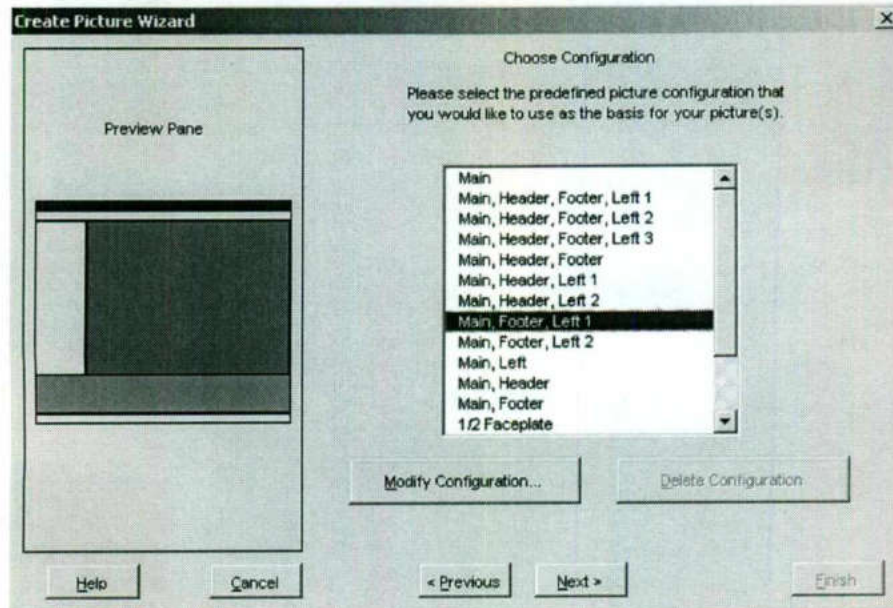 Create Picture Wizard
Preview Pane
Choose Configuration
Please select the predefined picture configuration that
you would like to use as the basis for your picture(s).
Main
Main, Header, Footer, Left 1
Main, Header, Footer, Left 2
Main, Header, Footer, Left 3
Main, Header, Footer
Main, Header, Left 1
Main, Header, Left 2
Main, Footer, Left 1
Main, Footer, Left 2
Main, Left
Main, Header
Main, Footer
1/2 Faceplate
Modify Configuration...
Delete Configuration
Help
Cancel
< Previous
Next >
Finish